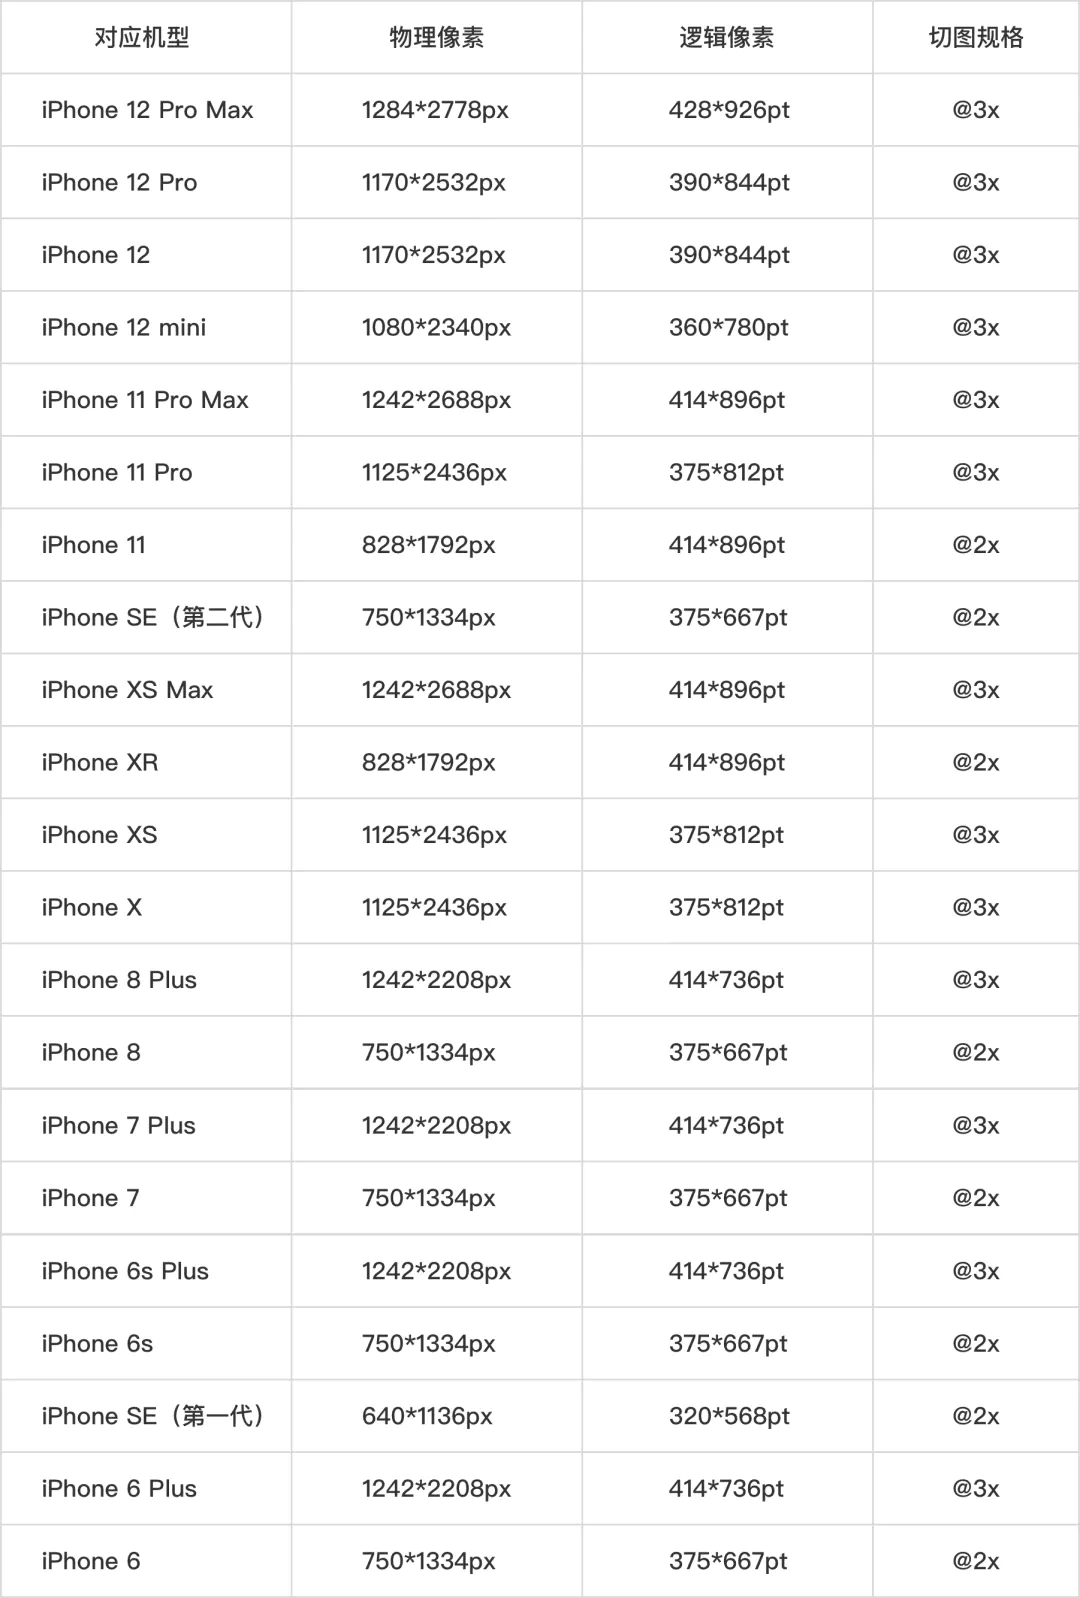 对应机型 物理像素 逻辑像素 切图规格
iPhone 12 Pro Max 1284*2778px 428*926pt @3x
iPhone 12 Pro 1170*2532px 390*844pt @3x
iPhone 12 1170*2532px 390*844pt @3x
iPhone 12 mini 1080*2340px 360*780pt @3x
iPhone 11 Pro Max 1242*2688px 414*896pt @3x
iPhone 11 Pro 1125*2436px 375*812pt @3x
iPhone 11 828*1792px 414*896pt @2x
iPhone SE（第二代） 750*1334px 375*667pt @2x
iPhone XS Max 1242*2688px 414*896pt @3x
iPhone XR 828*1792px 414*896pt @2x
iPhone XS 1125*2436px 375*812pt @3x
iPhone X 1125*2436px 375*812pt @3x
iPhone 8 Plus 1242*2208px 414*736pt @3x
iPhone 8 750*1334px 375*667pt @2x
iPhone 7 Plus 1242*2208px 414*736pt @3x
iPhone 7 750*1334px 375*667pt @2x
iPhone 6s Plus 1242*2208px 414*736pt @3x
iPhone 6s 750*1334px 375*667pt @2x
iPhone SE（第一代） 640*1136px 320*568pt @2x
iPhone 6 Plus 1242*2208px 414*736pt @3x
iPhone 6 750*1334px 375*667pt @2x